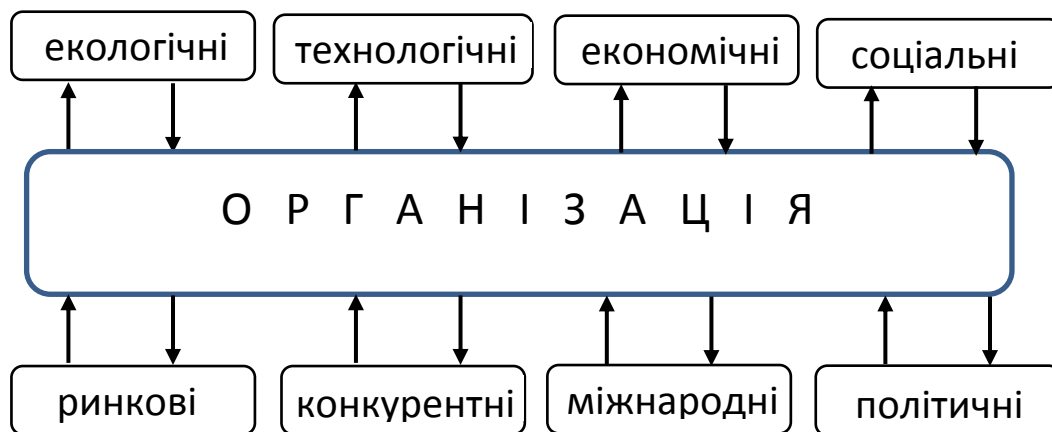 екологічні технологічні економічні соціальні
О Р Г А Н І З А Ц І Я
ринкові конкурентні міжнародні політичні